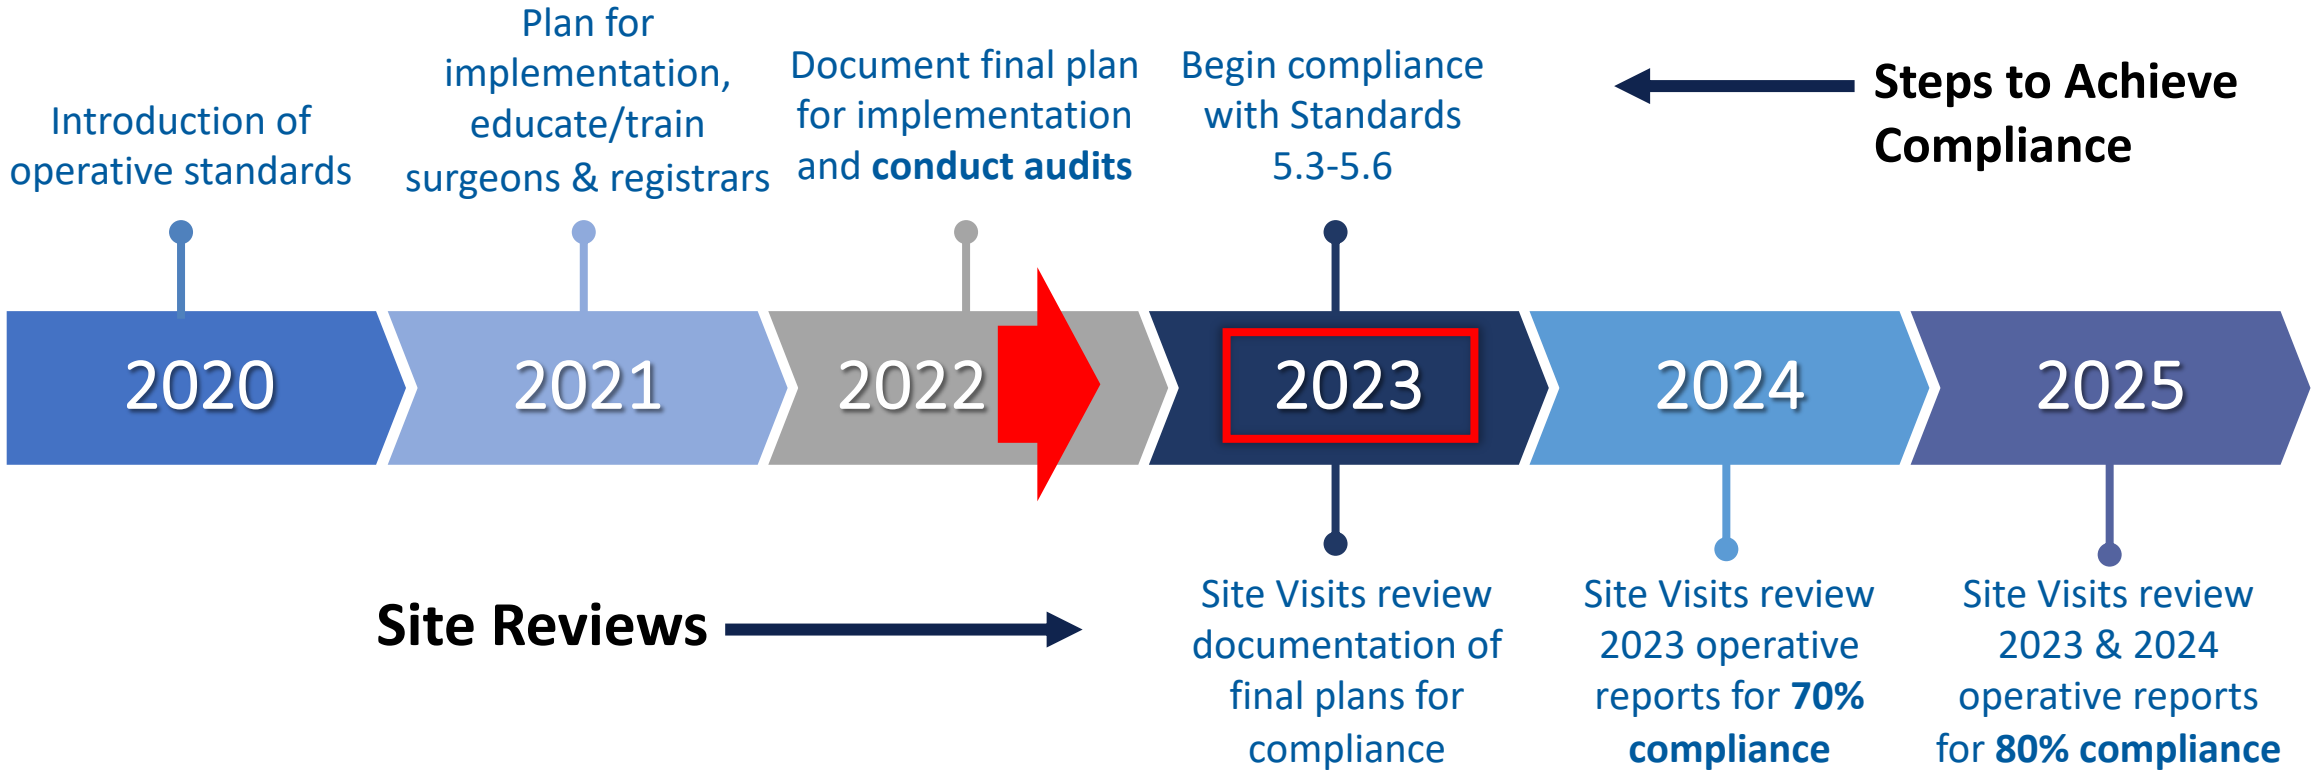 Introduction of
operative standards
Plan for
implementation,
educate/train
surgeons & registrars
Document final plan
for implementation
and conduct audits
Begin compliance
with Standards
5.3-5.6
Steps to Achieve
Compliance
2020
2021
2022
2023
2024
2025
Site Reviews
Site Visits review
documentation of
final plans for
compliance
Site Visits review
2023 operative
reports for 70%
compliance
Site Visits review
2023 & 2024
operative reports
for 80% compliance